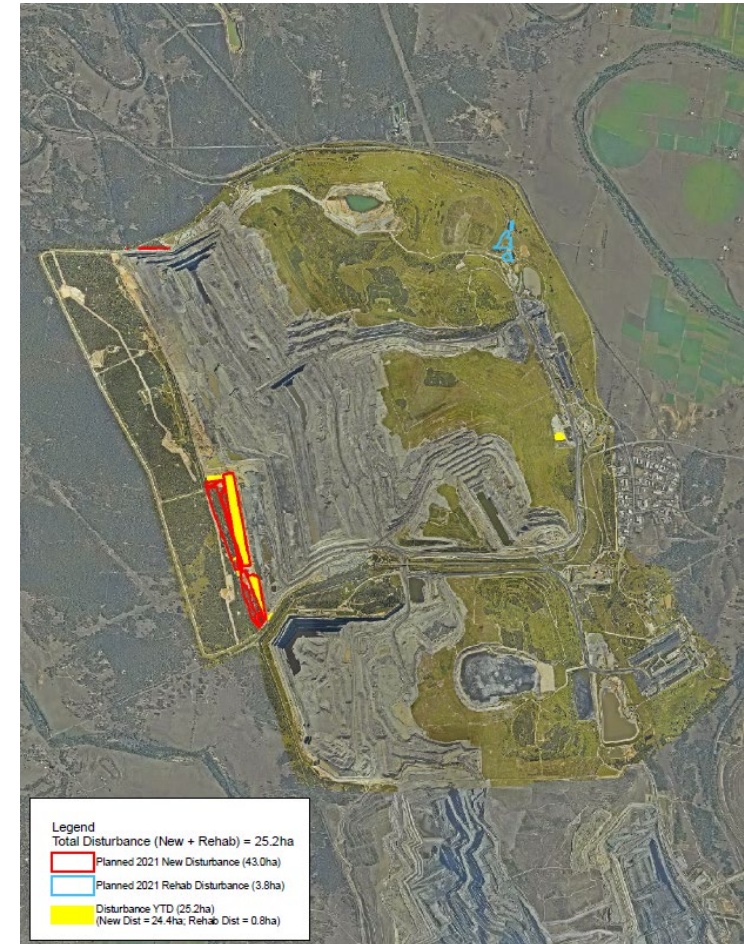 Legend
Total Disturbance (New + Rehab) = 25.2ha
Planned 2021 New Disturbance (43.0ha)
Planned 2021 Rehab Disturbance (3.8ha)
Disturbance YTD (25.2ha)
(New Dist = 24.4ha; Rehab Dist = 0.8ha)